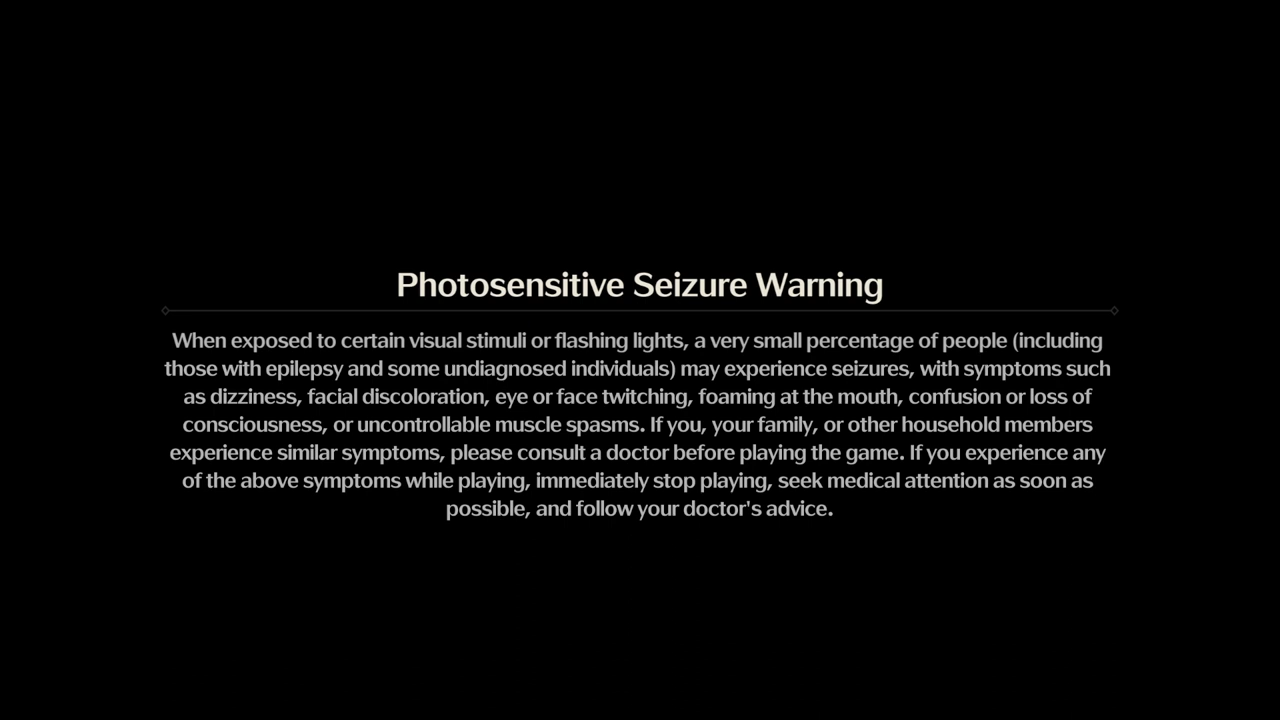 Photosensitive Seizure Warning
When exposed to certain visual stimuli or flashing lights, a very small percentage of people (including
those with epilepsy and some undiagnosed individuals) may experience seizures, with symptoms such
as dizziness, facial discoloration, eye or face twitching, foaming at the mouth, confusion or loss of
consciousness, or uncontrollable muscle spasms. If you, your family, or other household members
experience similar symptoms, please consult a doctor before playing the game. If you experience any
of the above symptoms while playing, immediately stop playing, seek medical attention as soon as
possible, and follow your doctor's advice.